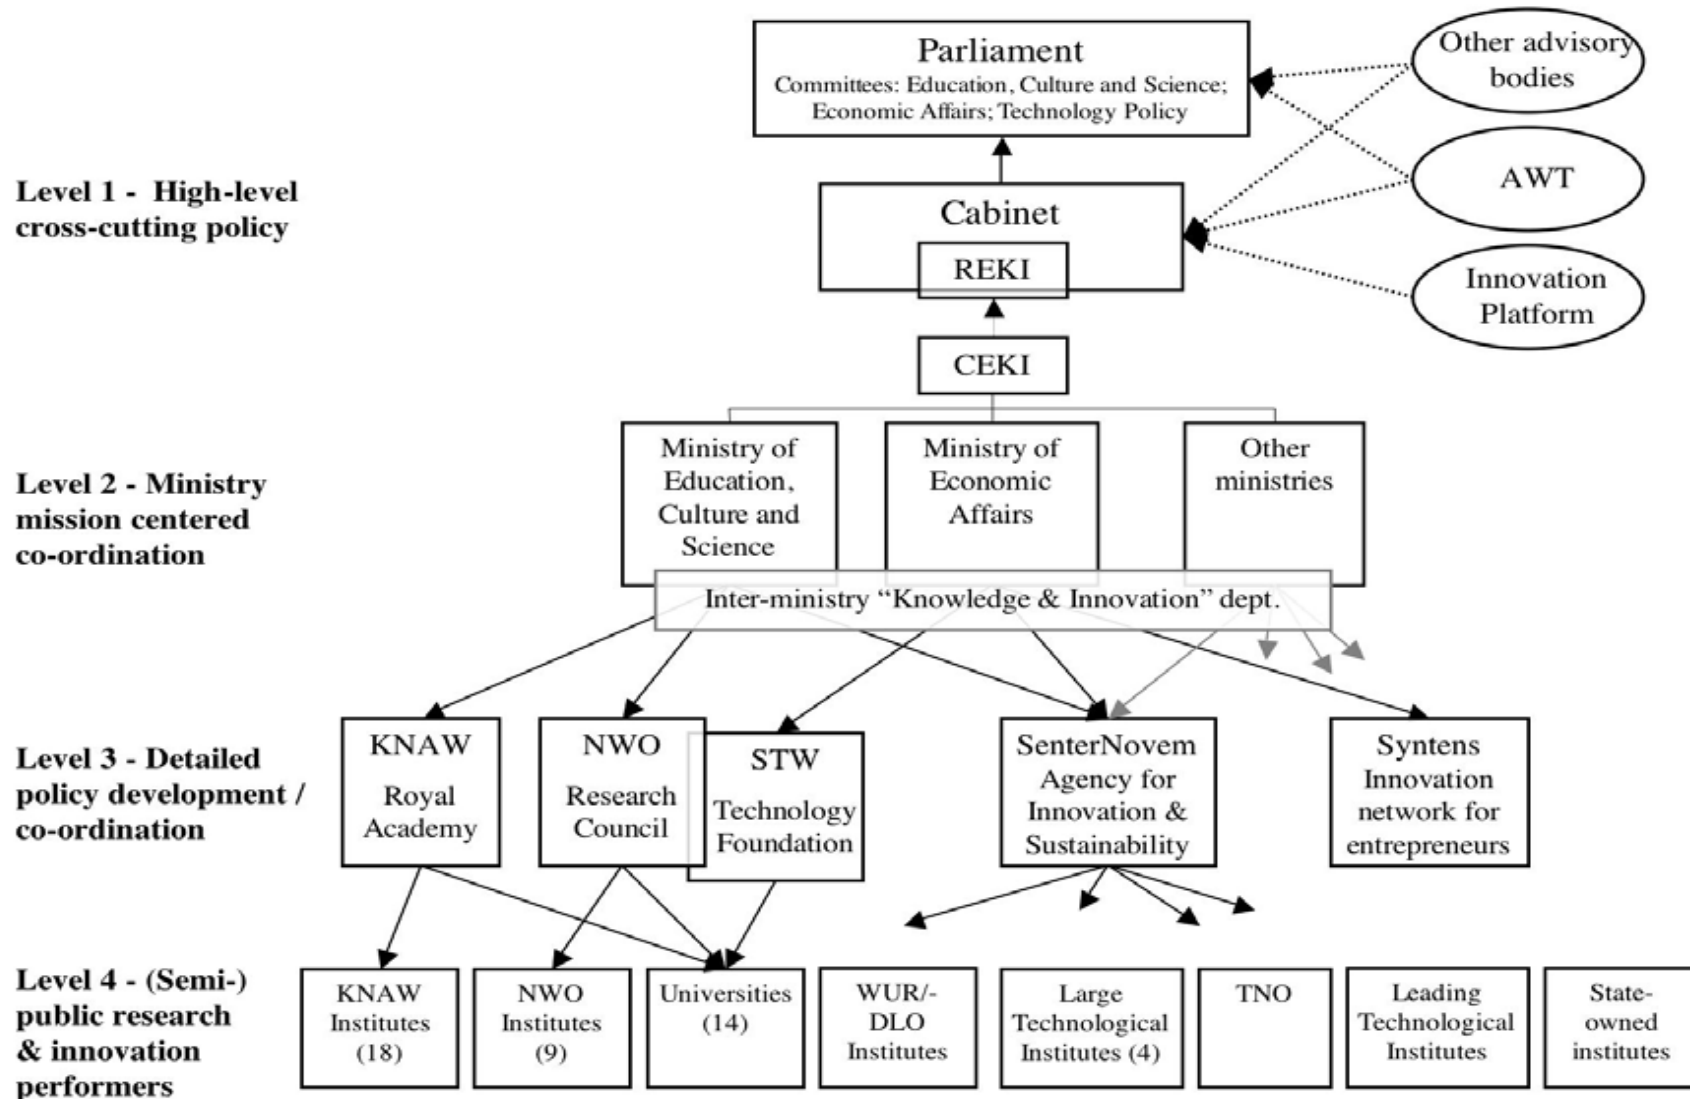 Parliament
Committees: Education, Culture and Science;
Economic Affairs; Technology Policy
Other advisory
bodies
AWT
Innovation
Platform
Level 1 - High-level
cross-cutting policy
Cabinet
REKI
CEKI
Level 2 - Ministry
mission centered
co-ordination
Ministry of
Education,
Culture and
Science
Ministry of
Economic
Affairs
Other
ministries
Inter-ministry “Knowledge & Innovation” dept.
Level 3 - Detailed
policy development /
co-ordination
KNAW
Royal
Academy
NWO
Research
Council
STW
Technology
Foundation
SenterNovem
Agency for
Innovation &
Sustainability
Syntens
Innovation
network for
entrepreneurs
Level 4 - (Semi-)
public research
& innovation
performers
KNAW
Institutes
(18)
NWO
Institutes
(9)
Universities
(14)
WUR/-
DLO
Institutes
Large
Technological
Institutes (4)
TNO
Leading
Technological
Institutes
State-
owned
institutes